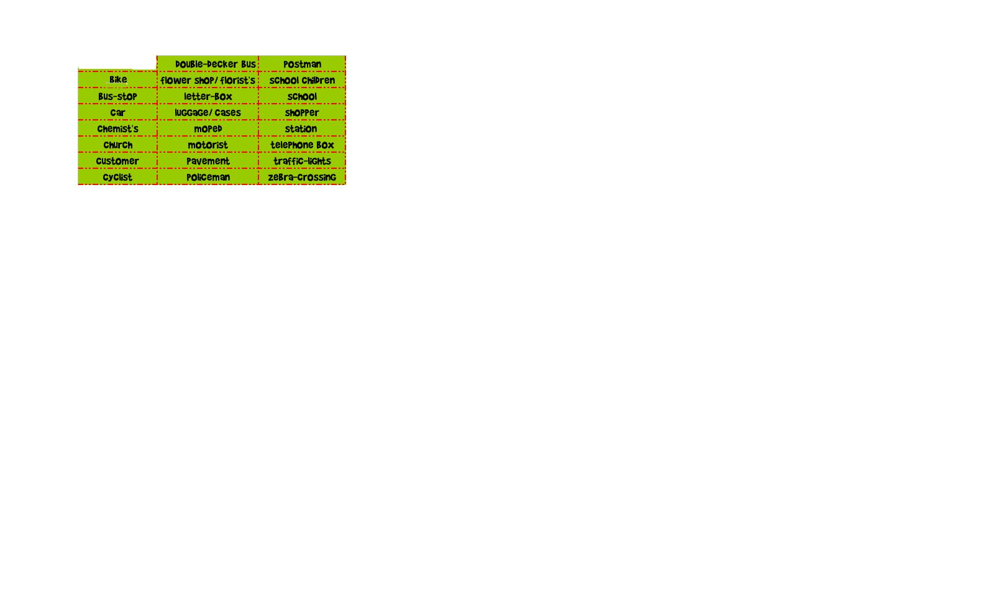 Double-Decker Bus Postman
Bike flower shop/ florist's school children
Bus-stop letter-Box school
car luggage/ cases shopper
chemist's moped station
church motorist telephone Box
customer Pavement traffic-lights
cyclist Policeman zebra-crossing